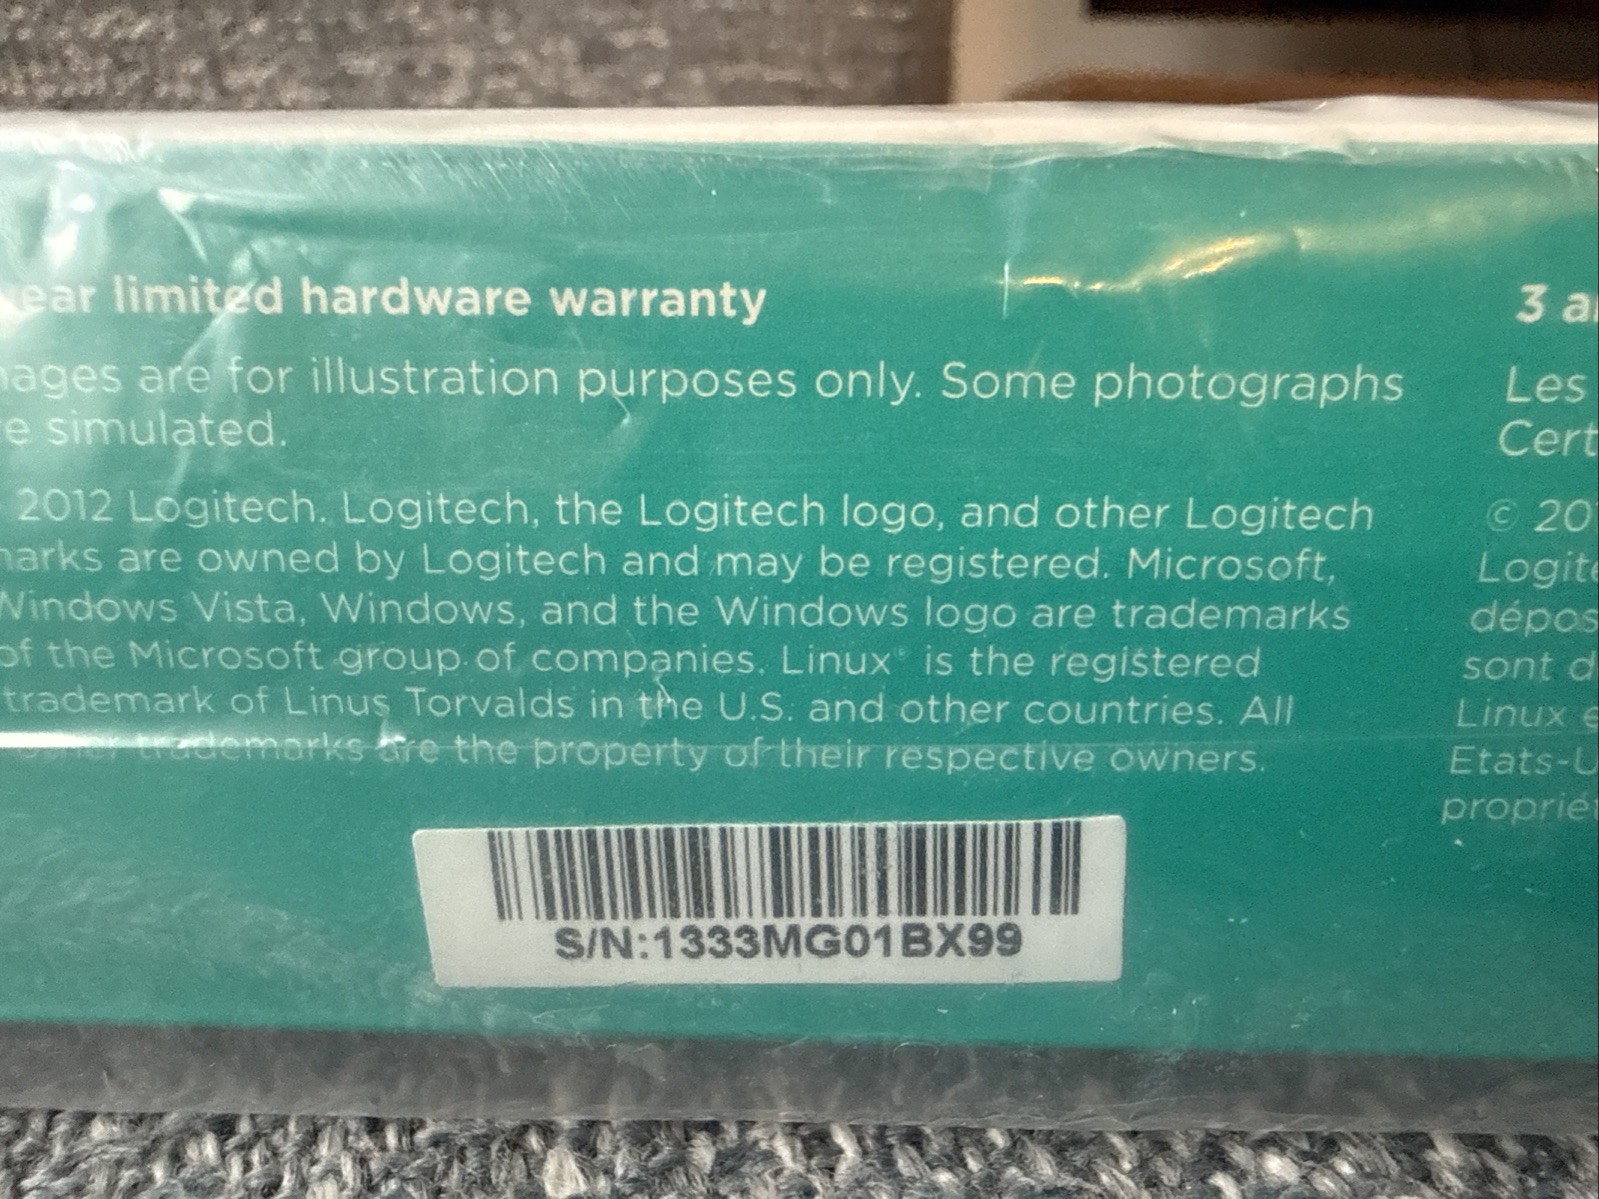 ear limited hardware warranty
ages are for illustration purposes only. Some photographs
e simulated.
2012 Logitech. Logitech, the Logitech logo, and other Logitech
arks are owned by Logitech and may be registered. Microsoft,
Windows Vista, Windows, and the Windows logo are trademarks
of the Microsoft group of companies. Linux® is the registered
trademark of Linus Torvalds in the U.S. and other countries. All
trademarks are the property of their respective owners.
S/N:1333MG01BX99
3 a
Les
Cert
© 20
Logite
dépos
sont d
Linux e
Etats-U
proprié